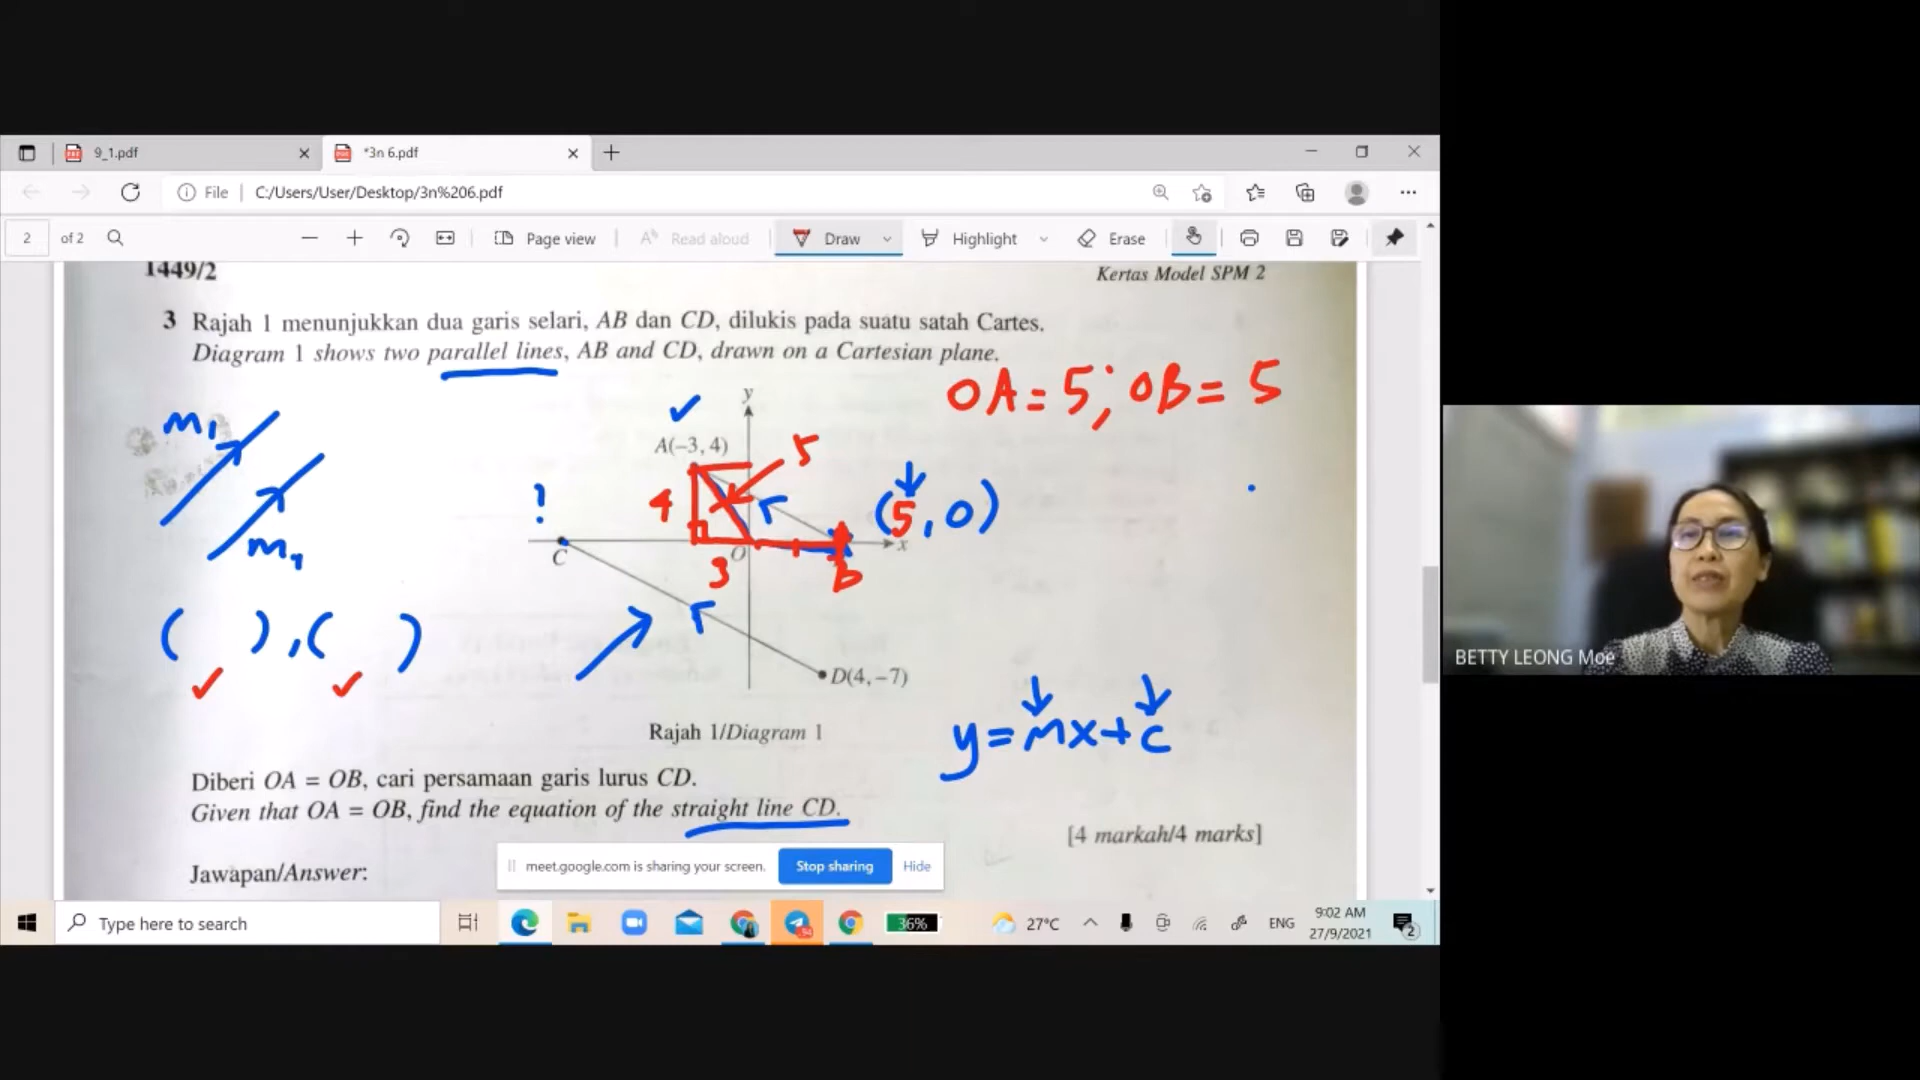 9_1.pdf
*3n 6.pdf
File
C:/Users/User/Desktop/3n%206.pdf
2 of 2
Page view
Read aloud
Draw
Highlight
Erase
1449/2
Kertas Model SPM 2
3 Rajah 1 menunjukkan dua garis selari, AB dan CD, dilukis pada suatu satah Cartes.
Diagram 1 shows two parallel lines, AB and CD, drawn on a Cartesian plane.
OA = 5; OB = 5
m1
y
A(−3, 4)
5
4
(5, 0)
?
x
C
O
3
B
( ), ( )
D(4, −7)
y = mx + c
Rajah 1/Diagram 1
Diberi OA = OB, cari persamaan garis lurus CD.
Given that OA = OB, find the equation of the straight line CD.
[4 markah/4 marks]
Jawapan/Answer:
meet.google.com is sharing your screen.
Stop sharing
Hide
Type here to search
36%
27°C
ENG
9:02 AM
27/9/2021
2
BETTY LEONG Moe